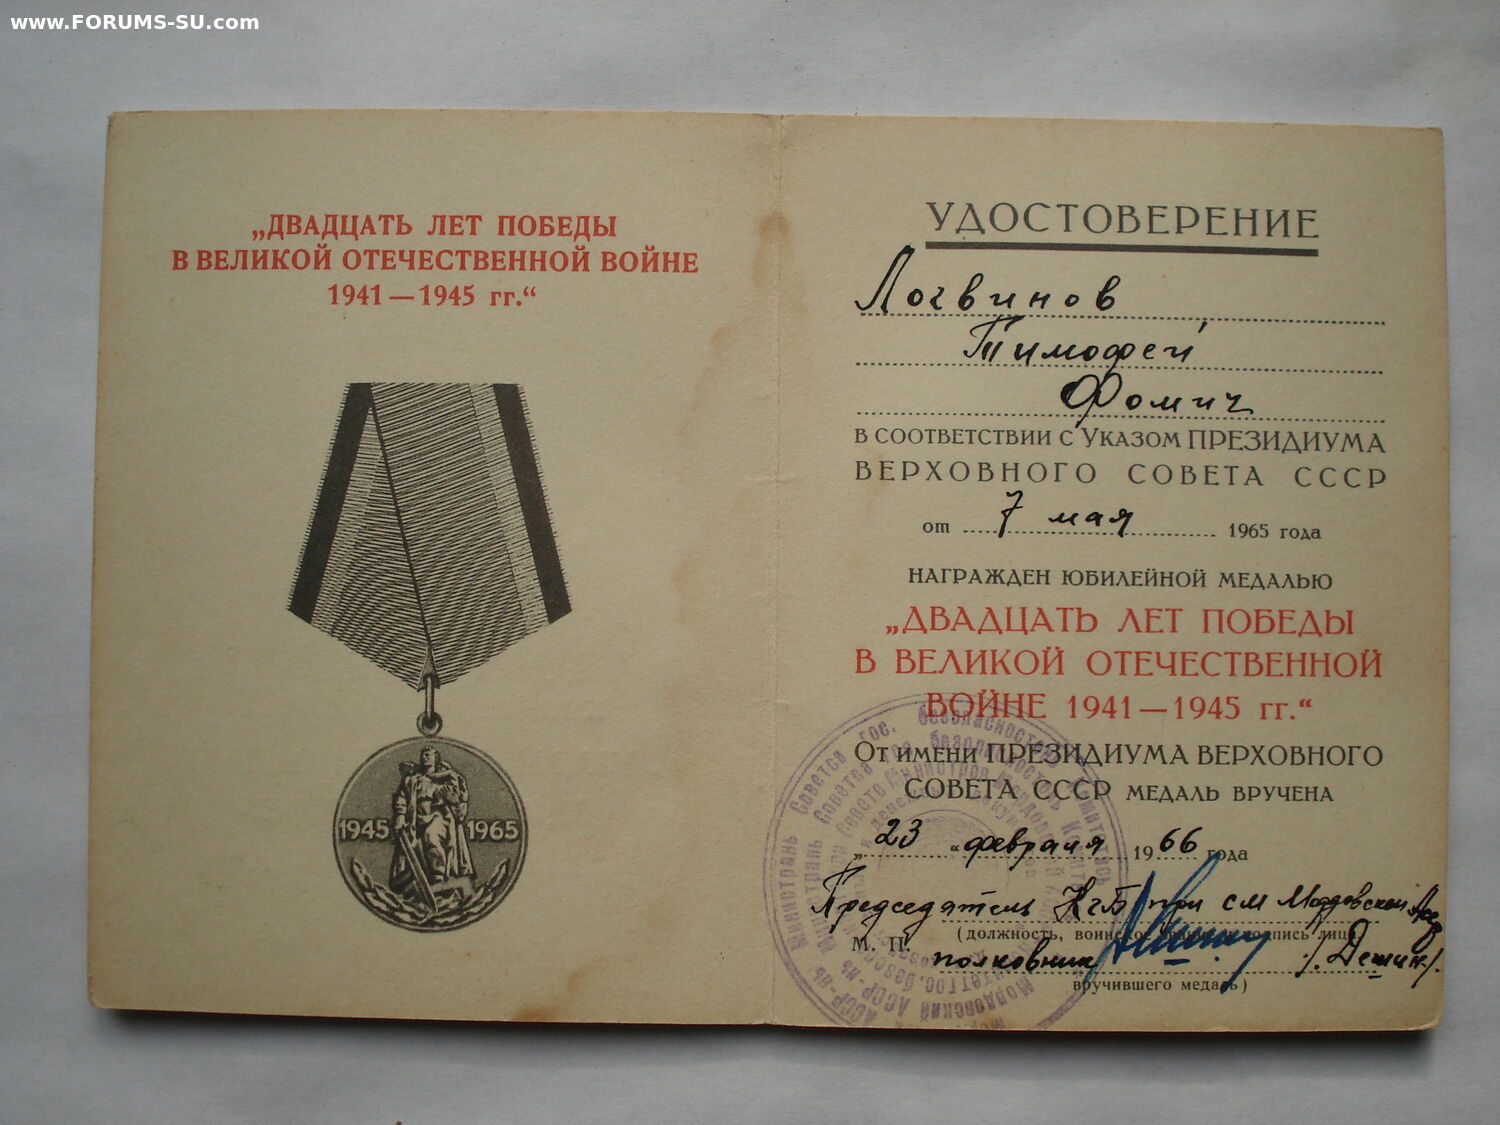 www.FORUMS-SU.com
„ДВАДЦАТЬ ЛЕТ ПОБЕДЫ
В ВЕЛИКОЙ ОТЕЧЕСТВЕННОЙ ВОЙНЕ
1941—1945 гг.“
1945 1965
УДОСТОВЕРЕНИЕ
Логвинов
Тимофей
Фомич
В СООТВЕТСТВИИ С УКАЗОМ ПРЕЗИДИУМА
ВЕРХОВНОГО СОВЕТА СССР
от 7 мая 1965 года
НАГРАЖДЕН ЮБИЛЕЙНОЙ МЕДАЛЬЮ
„ДВАДЦАТЬ ЛЕТ ПОБЕДЫ
В ВЕЛИКОЙ ОТЕЧЕСТВЕННОЙ
ВОЙНЕ 1941—1945 гг.“
ОТ ИМЕНИ ПРЕЗИДИУМА ВЕРХОВНОГО
СОВЕТА СССР МЕДАЛЬ ВРУЧЕНА
„23 “ февраля 1966 года
Председатель КГБ при СМ Мордовской АССР
(должность, воинское звание и подпись лица,
М. П. полковник /. Дешин/.
вручившего медаль)